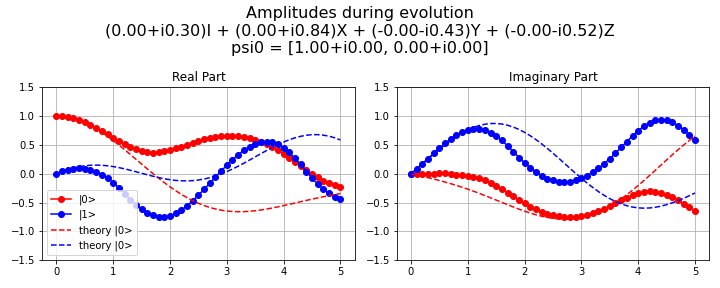 Amplitudes during evolution
(0.00+i0.30)I + (0.00+i0.84)X + (-0.00-i0.43)Y + (-0.00-i0.52)Z
psi0 = [1.00+i0.00, 0.00+i0.00]
Real Part
1.5
1.0
0.5
0.0
−0.5
−1.0
−1.5
0 1 2 3 4 5
|0>
|1>
theory |0>
theory |0>
Imaginary Part
1.5
1.0
0.5
0.0
−0.5
−1.0
−1.5
0 1 2 3 4 5